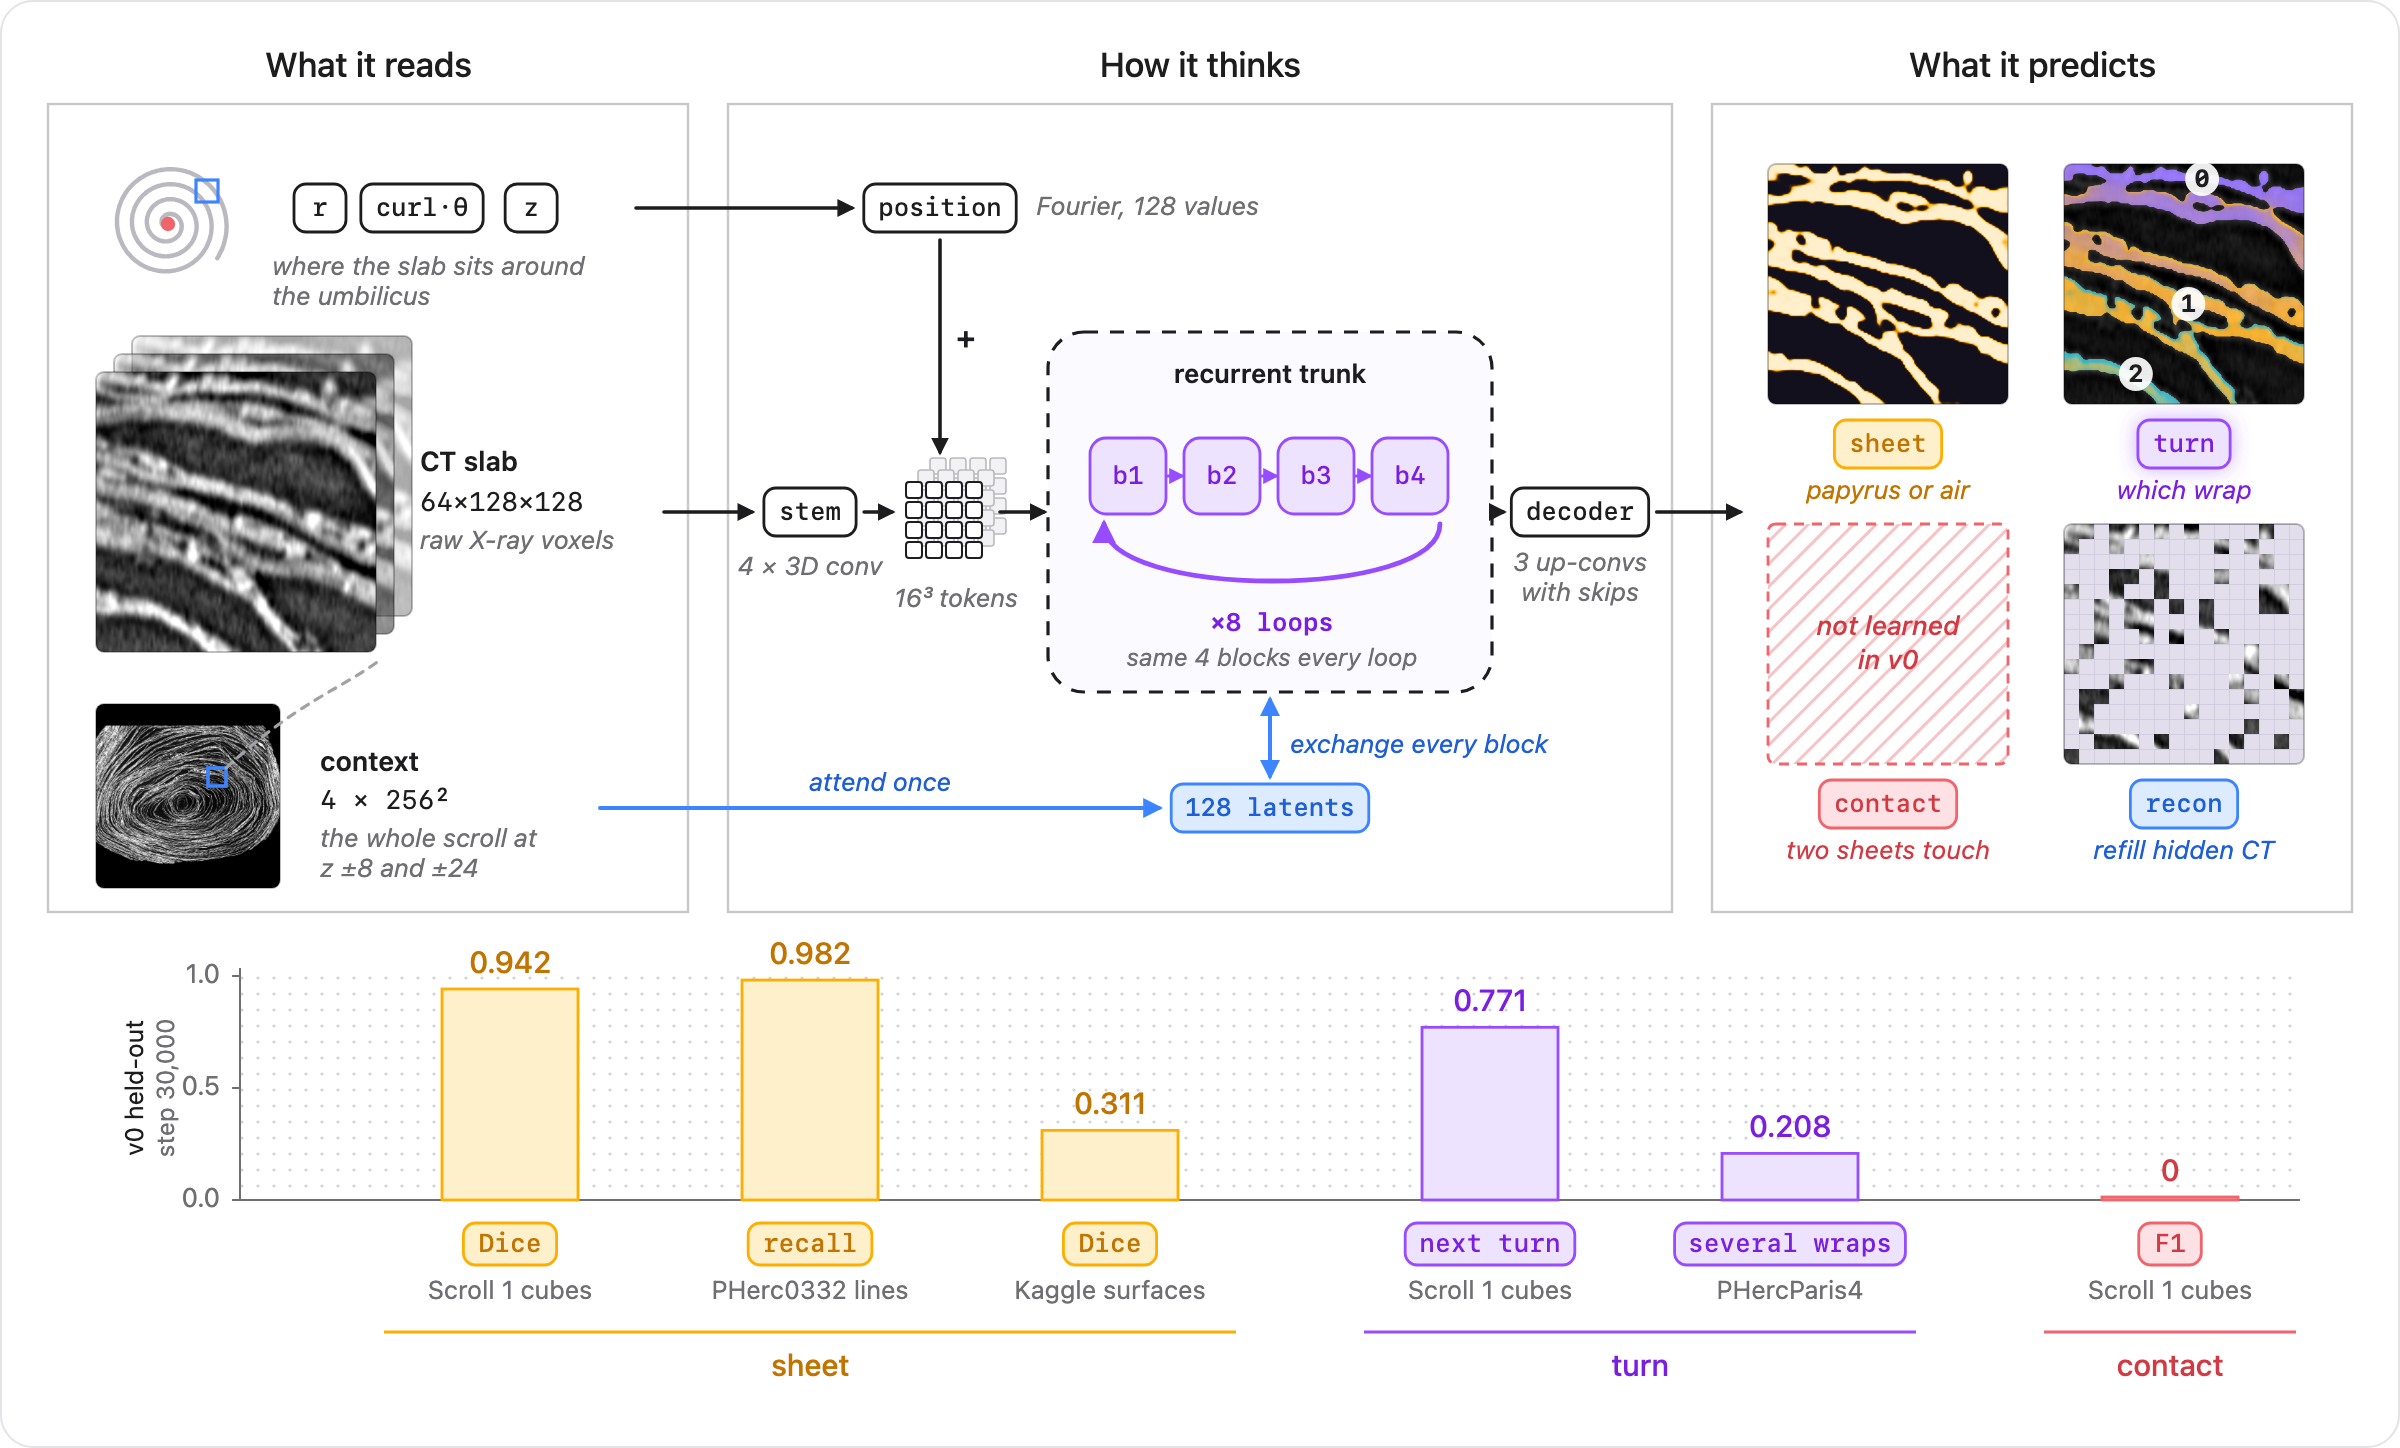 What it reads
How it thinks
What it predicts
r
curl·θ
z
where the slab sits around
the umbilicus
CT slab
64×128×128
raw X-ray voxels
context
4 × 256²
the whole scroll at
z ±8 and ±24
position
Fourier, 128 values
+
stem
4 × 3D conv
16³ tokens
recurrent trunk
b1
b2
b3
b4
×8 loops
same 4 blocks every loop
exchange every block
attend once
128 latents
decoder
3 up-convs
with skips
0
1
2
sheet
papyrus or air
turn
which wrap
not learned
in v0
contact
two sheets touch
recon
refill hidden CT
v0 held-out
step 30,000
1.0
0.5
0.0
0.942
0.982
0.311
0.771
0.208
0
Dice
recall
Dice
next turn
several wraps
F1
Scroll 1 cubes
PHerc0332 lines
Kaggle surfaces
Scroll 1 cubes
PHercParis4
Scroll 1 cubes
sheet
turn
contact